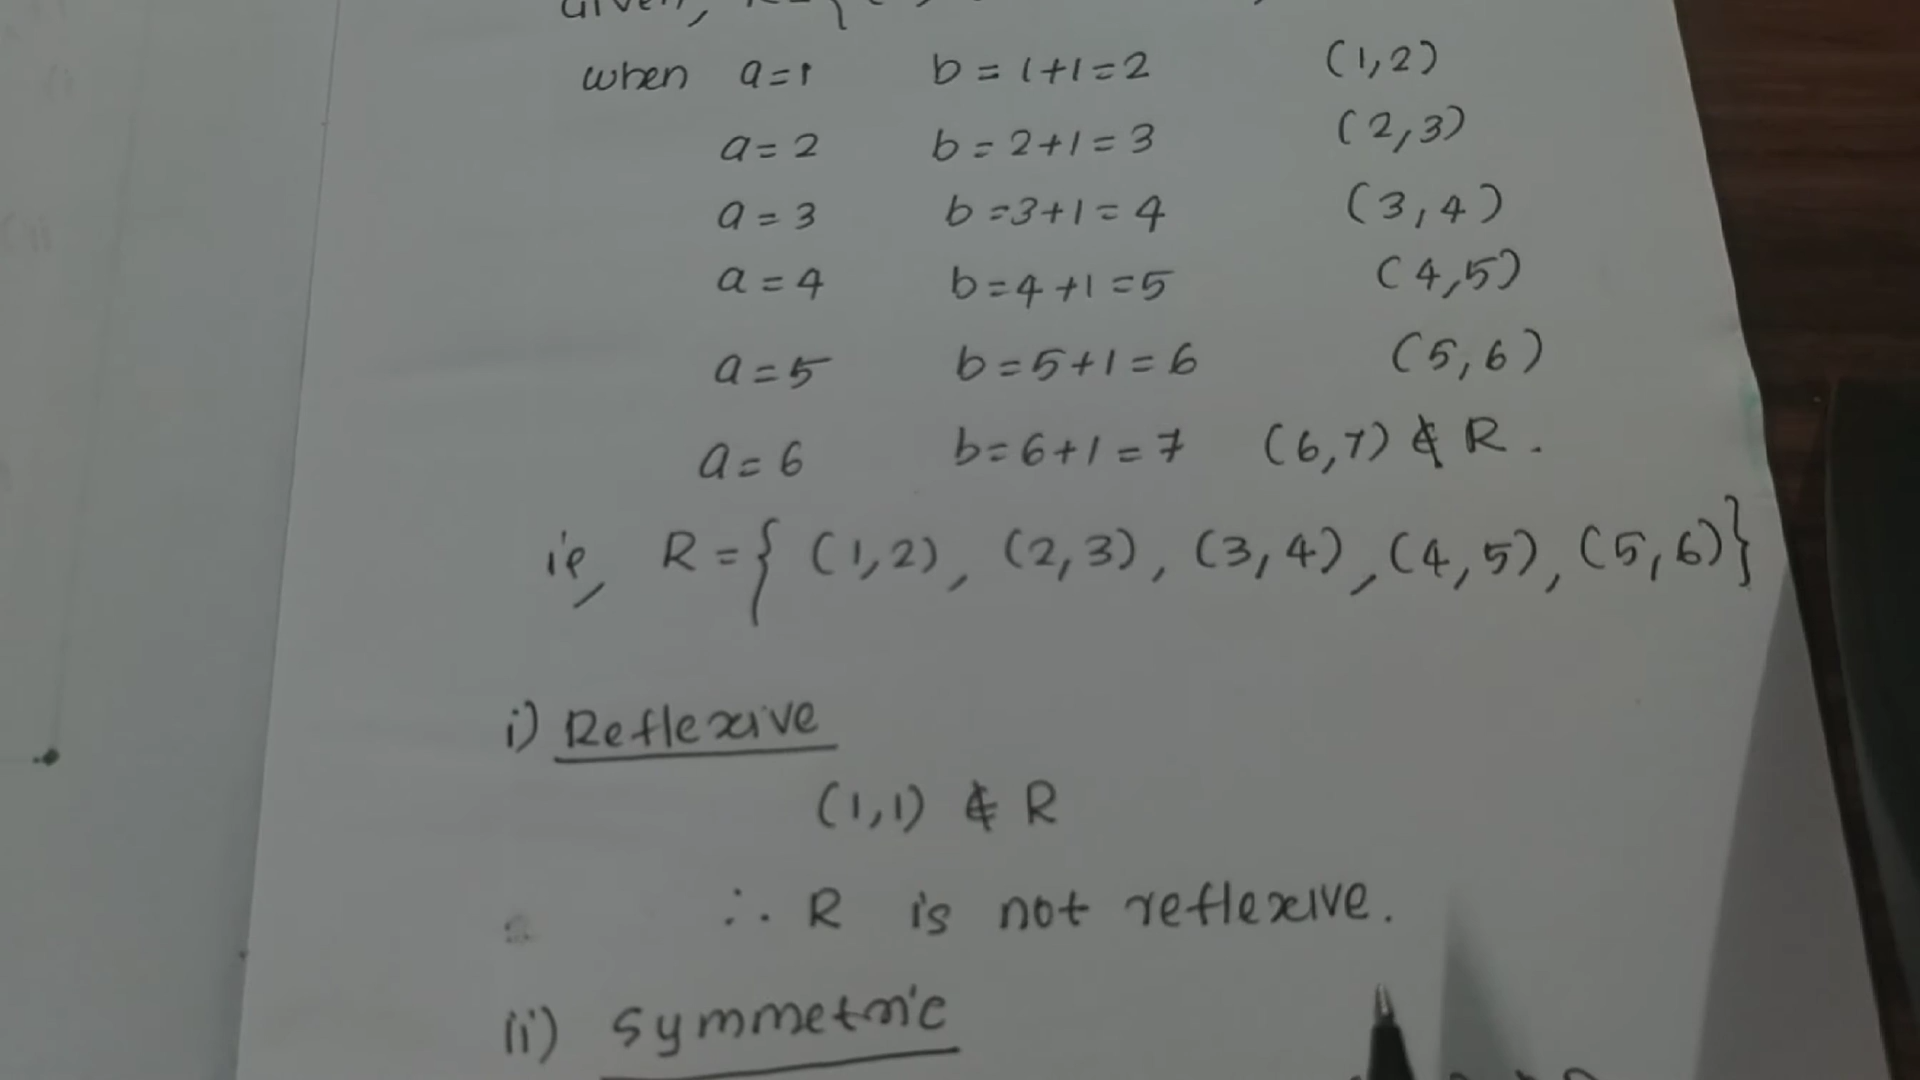 Given, R = {
when a=1 b = 1+1=2 (1,2)
a=2 b=2+1=3 (2,3)
a=3 b=3+1=4 (3,4)
a=4 b=4+1=5 (4,5)
a=5 b=5+1=6 (5,6)
a=6 b=6+1=7 (6,7) ∉ R.
ie, R={ (1,2), (2,3), (3,4), (4,5), (5,6)}
i) Reflexive
(1,1) ∉ R
∴ R is not reflexive.
ii) Symmetric